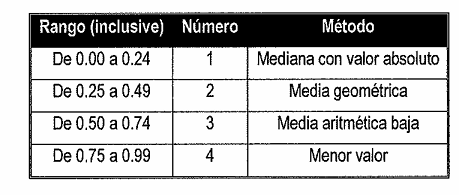 Rango (inclusive) Número Método
De 0.00 a 0.24 1 Mediana con valor absoluto
De 0.25 a 0.49 2 Media geométrica
De 0.50 a 0.74 3 Media aritmética baja
De 0.75 a 0.99 4 Menor valor